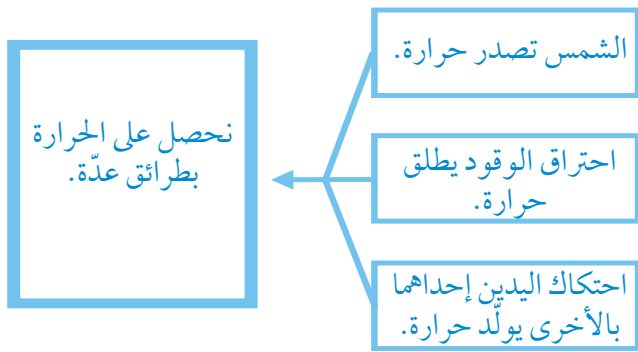 الشمس تصدر حرارة.
احتراق الوقود يطلق
حرارة.
احتكاك اليدين إحداهما
بالأخرى يولّد حرارة.
نحصل على الحرارة
بطرائق عدّة.